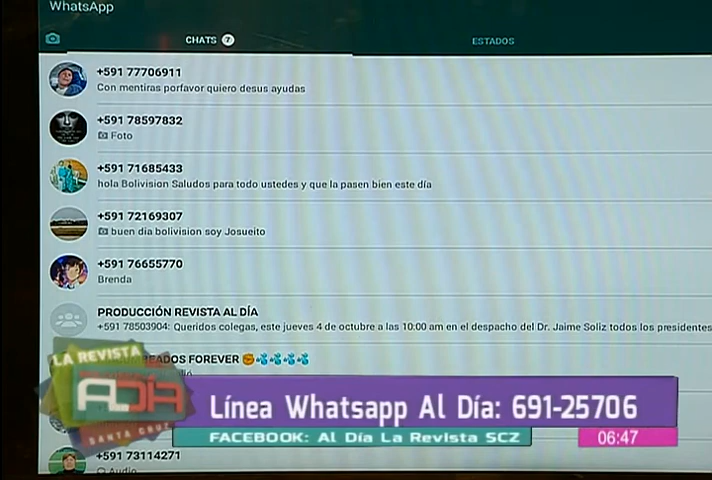 WhatsApp
CHATS 7
ESTADOS
+591 77706911
Con mentiras porfavor quiero desus ayudas
+591 78597832
Foto
+591 71685433
hola Bolivision Saludos para todo ustedes y que la pasen bien este día
+591 72169307
buen dia bolivision soy Josueito
+591 76655770
Brenda
PRODUCCIÓN REVISTA AL DÍA
+591 78503904: Queridos colegas, este jueves 4 de octubre a las 10:00 am en el despacho del Dr. Jaime Soliz todos los presidentes
EADOS FOREVER
LA REVISTA
AL DÍA
SANTA CRUZ
Línea Whatsapp Al Día: 691-25706
FACEBOOK: Al Día La Revista SCZ
06:47
+591 73114271
Audio